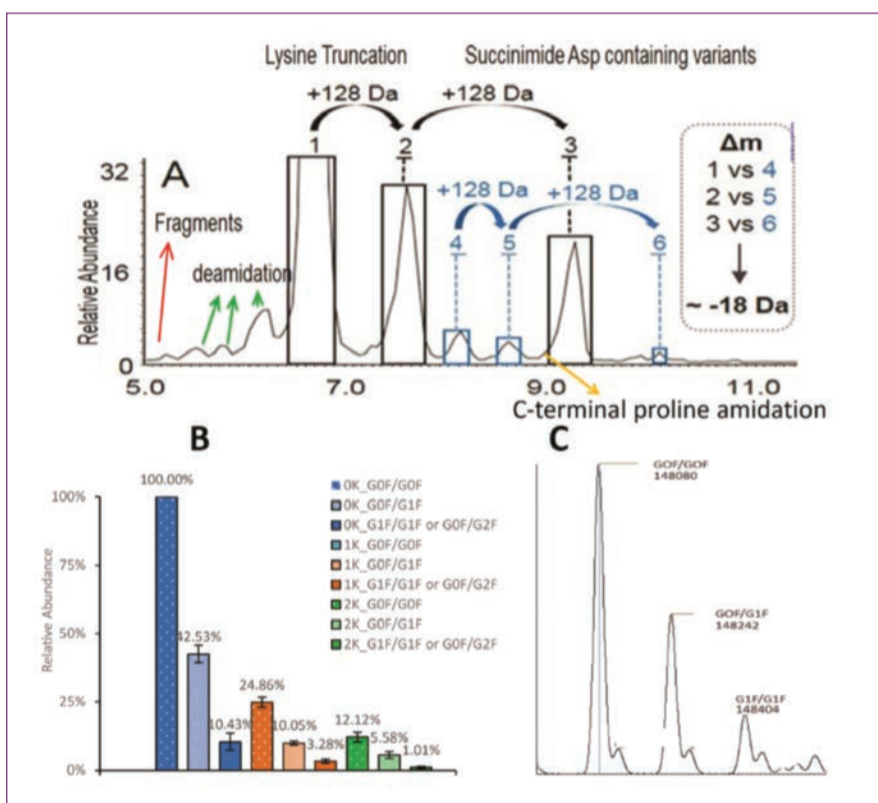 Lysine Truncation
Succinimide Asp containing variants
+128 Da
+128 Da
1
2
3
Δm
1 vs 4
2 vs 5
3 vs 6
~ -18 Da
32
A
+128 Da
+128 Da
Fragments
4
5
6
deamidation
Relative Abundance
16
0
5.0
7.0
9.0
11.0
C-terminal proline amidation
B
100.00%
100%
75%
50%
25%
0%
Relative Abundance
42.53%
10.43%
24.86%
10.05%
3.28%
12.12%
5.58%
1.01%
0K_G0F/G0F
0K_G0F/G1F
0K_G1F/G1F or G0F/G2F
1K_G0F/G0F
1K_G0F/G1F
1K_G1F/G1F or G0F/G2F
2K_G0F/G0F
2K_G0F/G1F
2K_G1F/G1F or G0F/G2F
C
GOF/GOF
148080
GOF/G1F
148242
G1F/G1F
148404